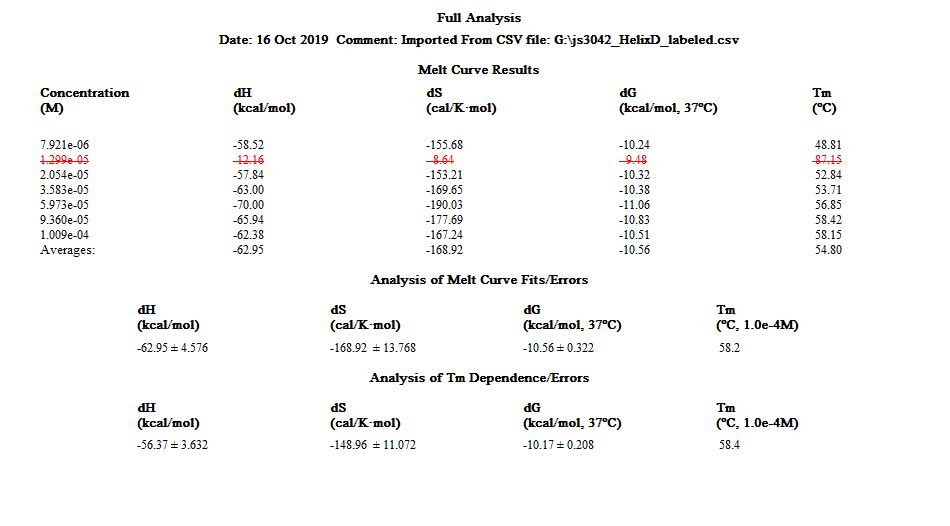 Full Analysis
Date: 16 Oct 2019 Comment: Imported From CSV file: G:\js3042_HelixD_labeled.csv
Melt Curve Results
Concentration dH dS dG Tm
(M) (kcal/mol) (cal/K·mol) (kcal/mol, 37ºC) (ºC)
7.921e-06 -58.52 -155.68 -10.24 48.81
1.299e-05 -12.16 -8.64 -9.48 -87.15
2.054e-05 -57.84 -153.21 -10.32 52.84
3.583e-05 -63.00 -169.65 -10.38 53.71
5.973e-05 -70.00 -190.03 -11.06 56.85
9.360e-05 -65.94 -177.69 -10.83 58.42
1.009e-04 -62.38 -167.24 -10.51 58.15
Averages: -62.95 -168.92 -10.56 54.80
Analysis of Melt Curve Fits/Errors
dH dS dG Tm
(kcal/mol) (cal/K·mol) (kcal/mol, 37ºC) (ºC, 1.0e-4M)
-62.95 ± 4.576 -168.92 ± 13.768 -10.56 ± 0.322 58.2
Analysis of Tm Dependence/Errors
dH dS dG Tm
(kcal/mol) (cal/K·mol) (kcal/mol, 37ºC) (ºC, 1.0e-4M)
-56.37 ± 3.632 -148.96 ± 11.072 -10.17 ± 0.208 58.4